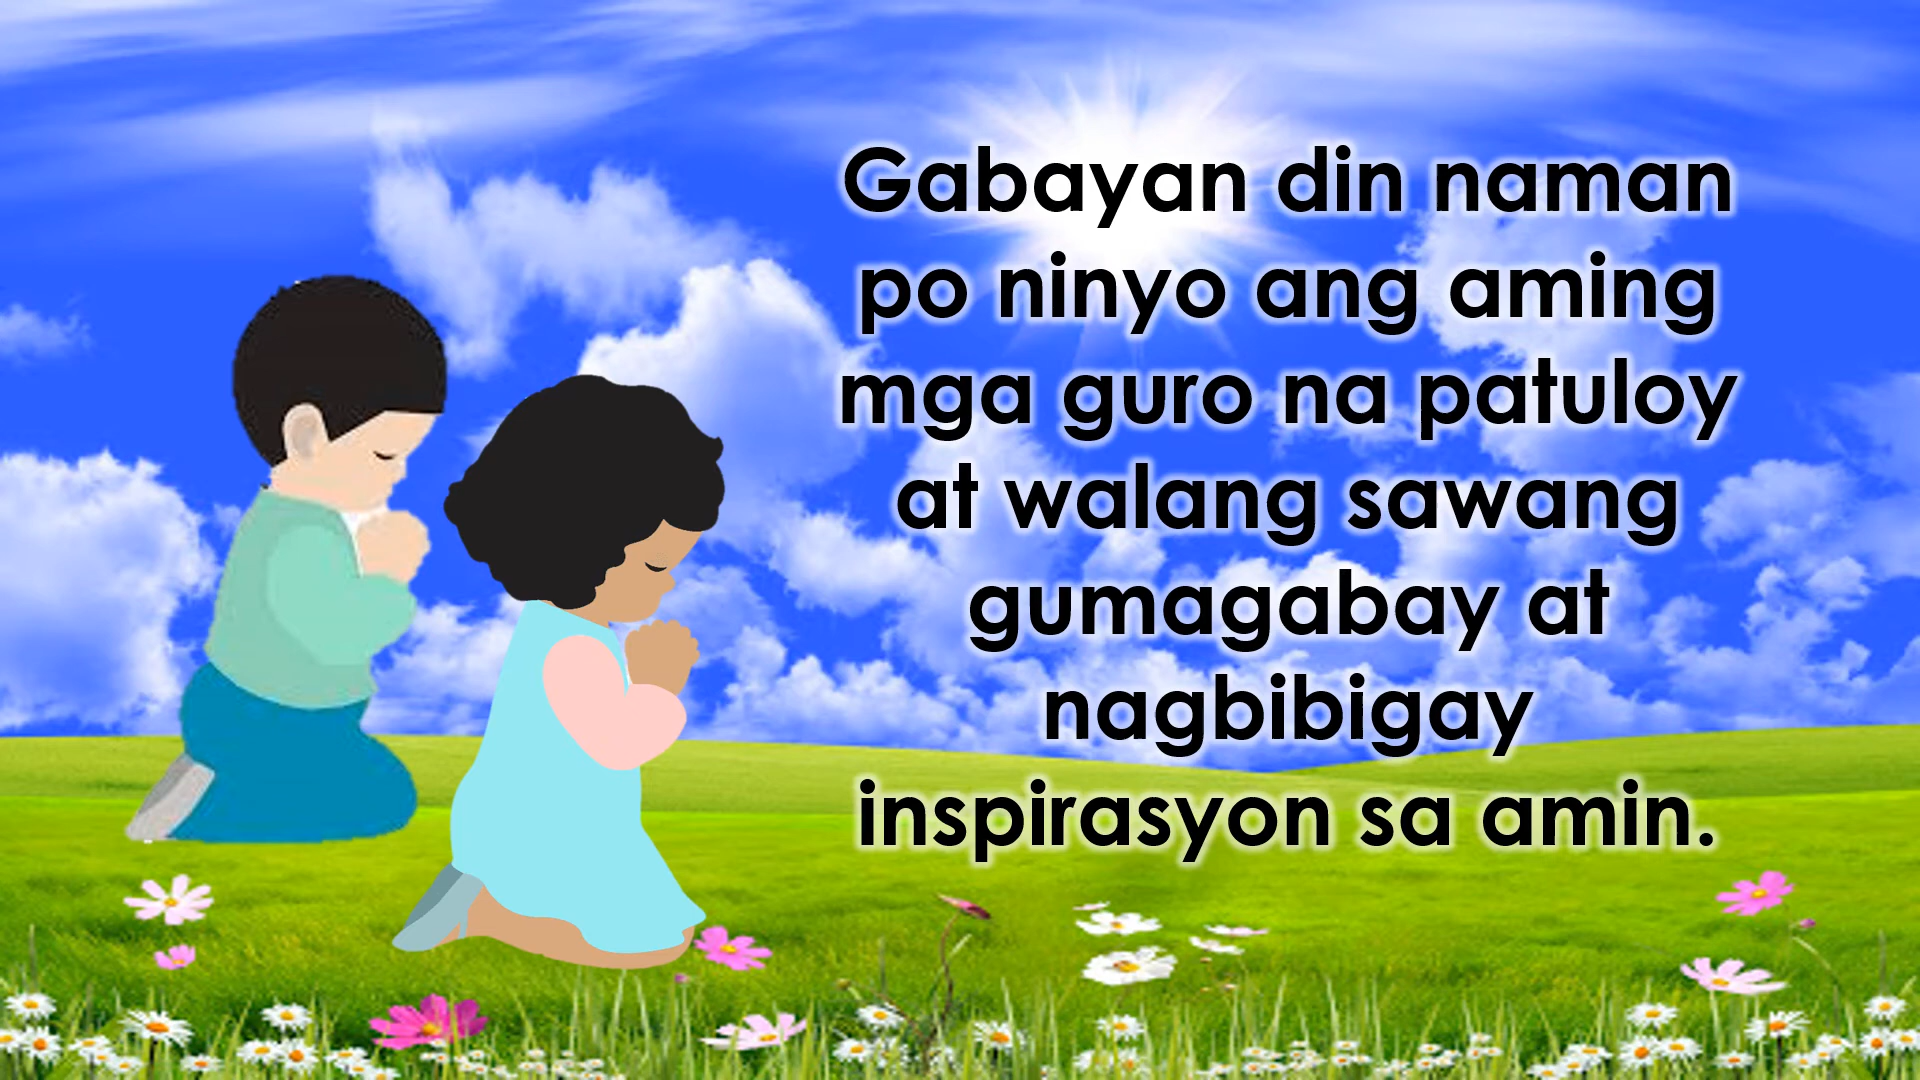 Gabayan din naman
po ninyo ang aming
mga guro na patuloy
at walang sawang
gumagabay at
nagbibigay
inspirasyon sa amin.